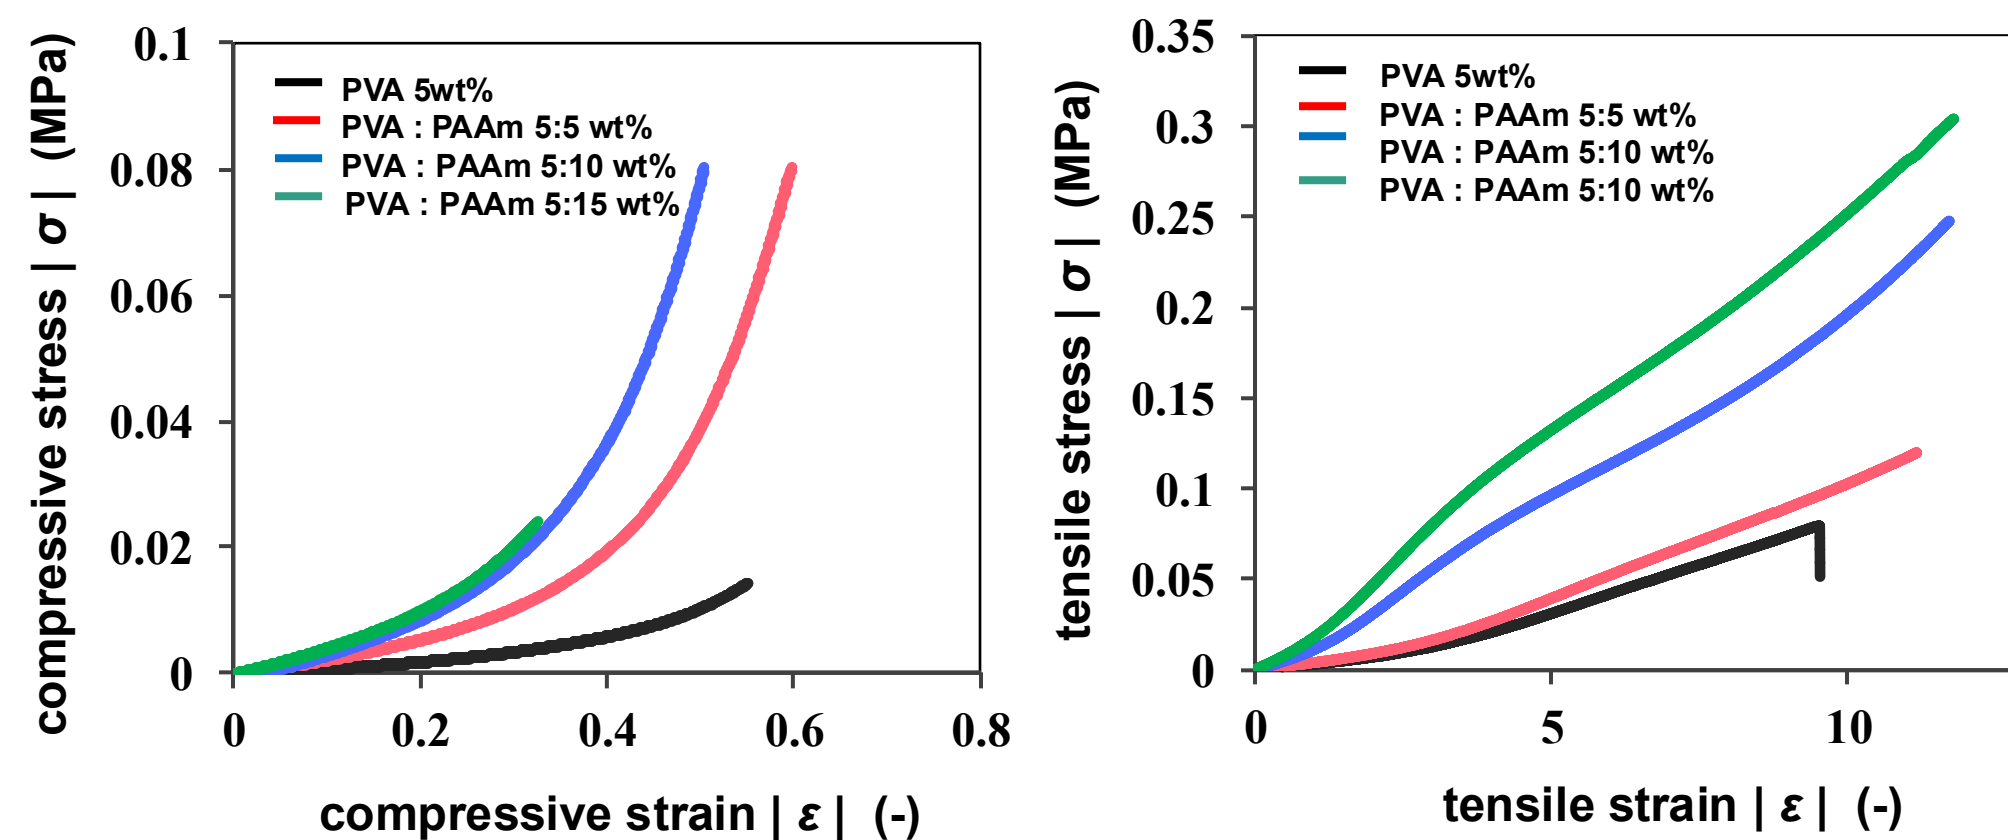 compressive stress | σ | (MPa)
0.1
0.08
0.06
0.04
0.02
0
PVA 5wt%
PVA : PAAm 5:5 wt%
PVA : PAAm 5:10 wt%
PVA : PAAm 5:15 wt%
0 0.2 0.4 0.6 0.8
compressive strain | ε | (-)
tensile stress | σ | (MPa)
0.35
0.3
0.25
0.2
0.15
0.1
0.05
0
PVA 5wt%
PVA : PAAm 5:5 wt%
PVA : PAAm 5:10 wt%
PVA : PAAm 5:10 wt%
0 5 10
tensile strain | ε | (-)